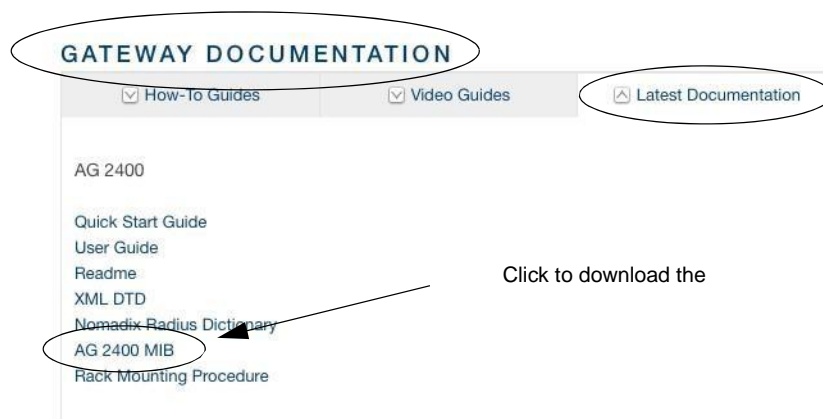 GATEWAY DOCUMENTATION
How-To Guides
Video Guides
Latest Documentation
AG 2400
Quick Start Guide
User Guide
Readme
Click to download the
XML DTD
Nomadix Radius Dictionary
AG 2400 MIB
Rack Mounting Procedure